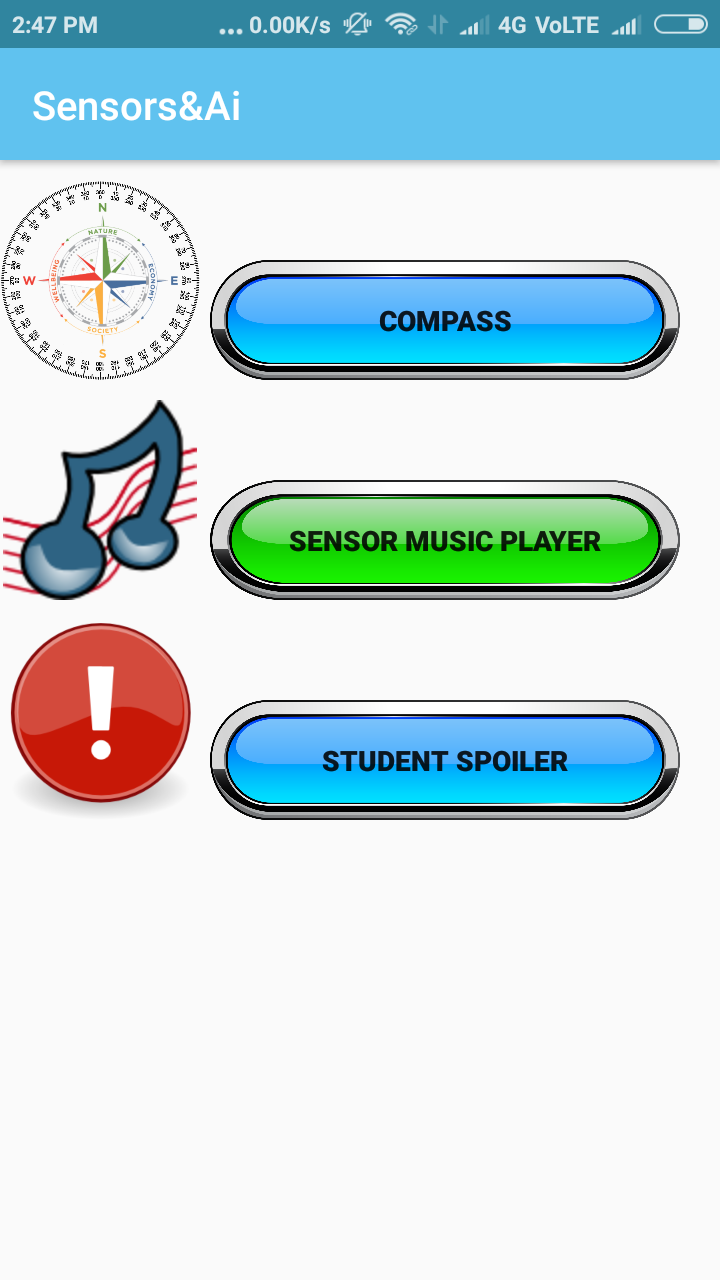 2:47 PM ... 0.00K/s 4G VoLTE
Sensors&Ai
N
NATURE
W WELLBEING ECONOMY E
SOCIETY
S
COMPASS
SENSOR MUSIC PLAYER
STUDENT SPOILER